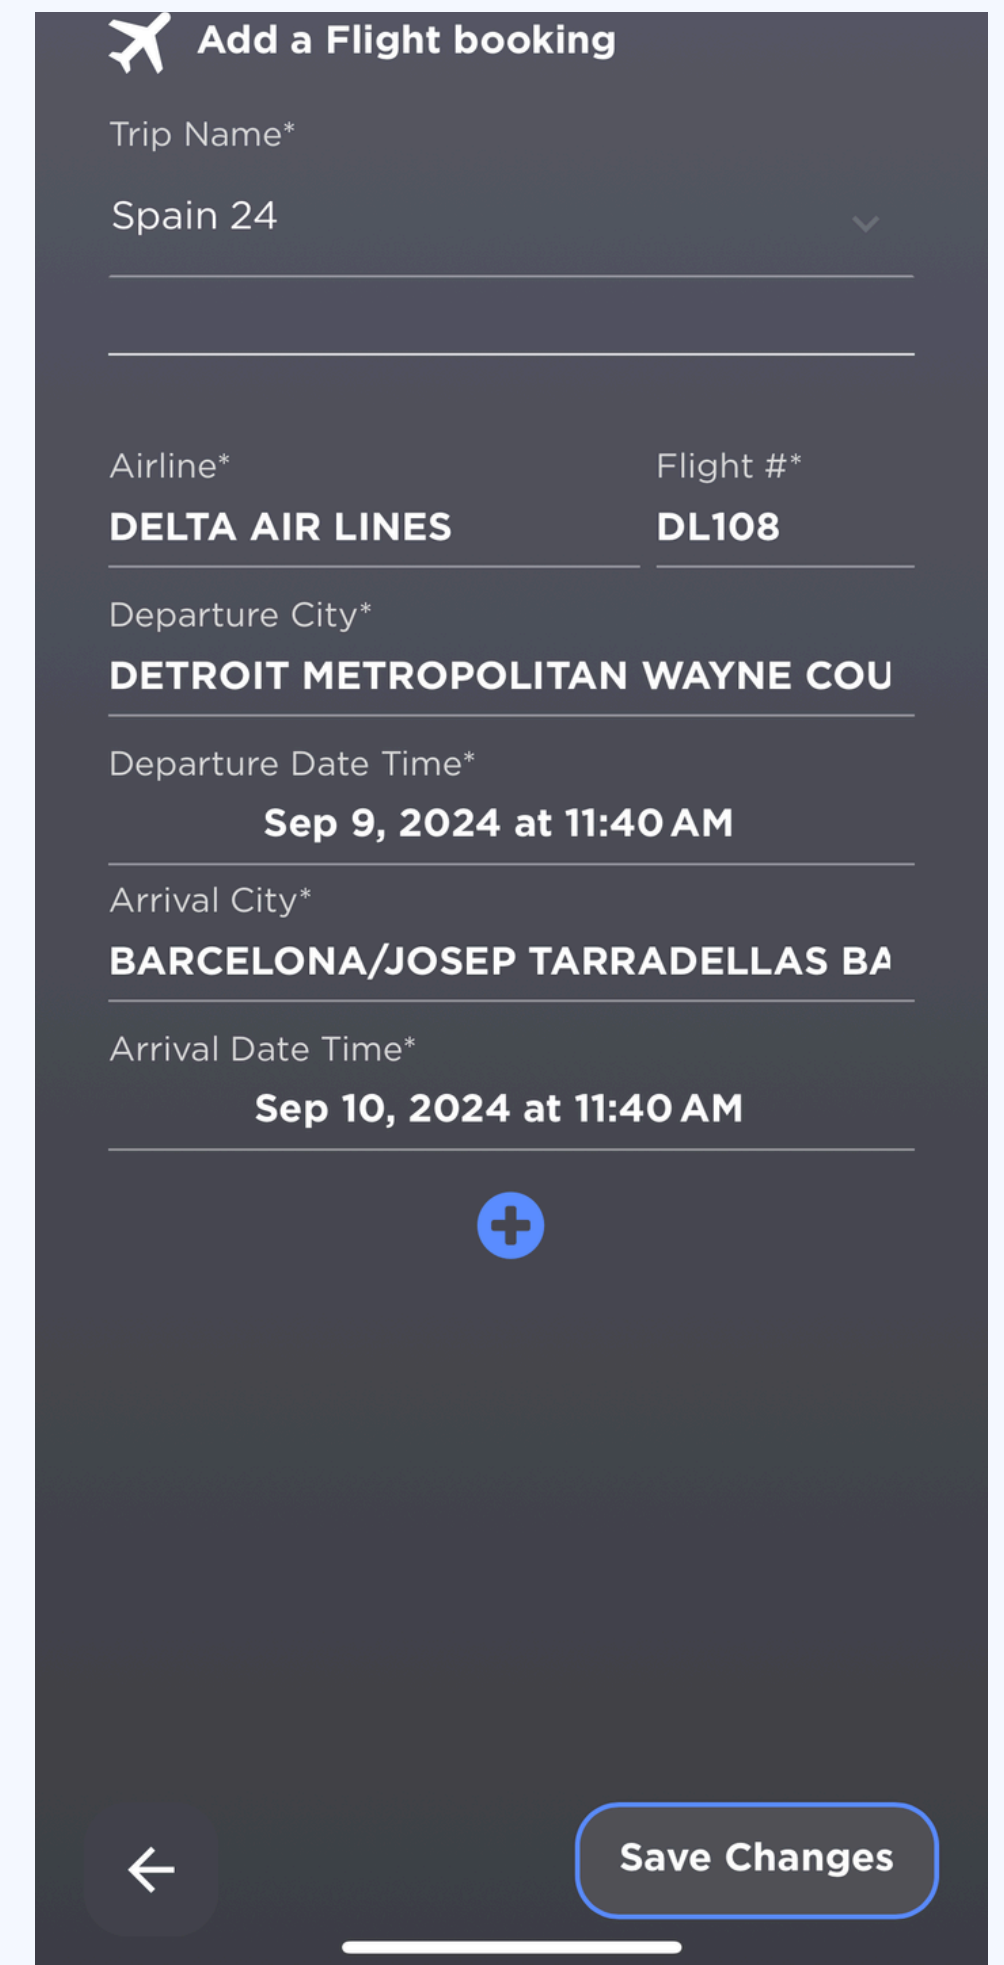 Add a Flight booking
Trip Name*
Spain 24
Airline* Flight #*
DELTA AIR LINES DL108
Departure City*
DETROIT METROPOLITAN WAYNE COU
Departure Date Time*
Sep 9, 2024 at 11:40 AM
Arrival City*
BARCELONA/JOSEP TARRADELLAS BA
Arrival Date Time*
Sep 10, 2024 at 11:40 AM
Save Changes